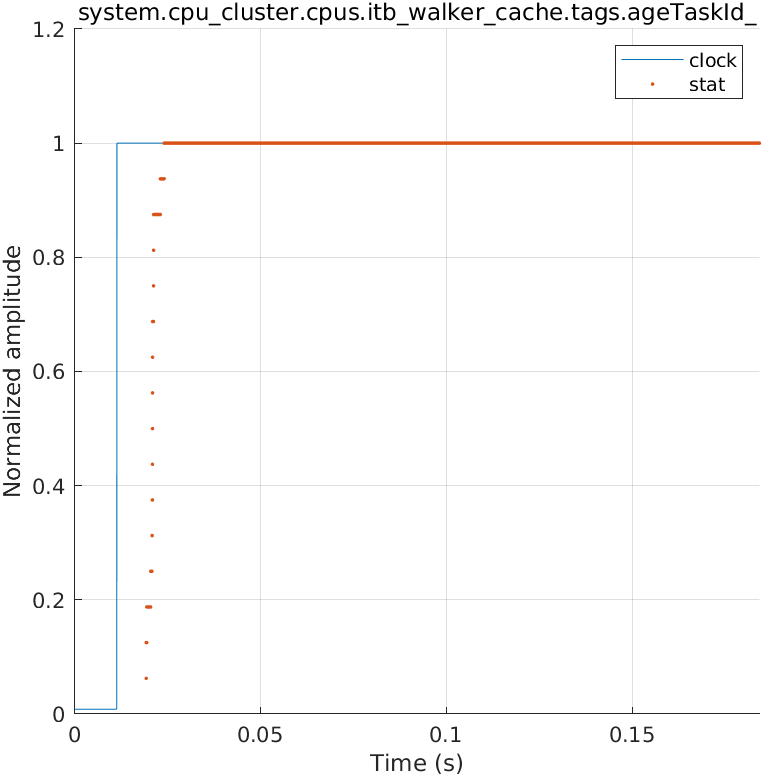 system.cpu_cluster.cpus.itb_walker_cache.tags.ageTaskId_
clock
stat
1.2
1
0.8
0.6
0.4
0.2
0
Normalized amplitude
0
0.05
0.1
0.15
Time (s)